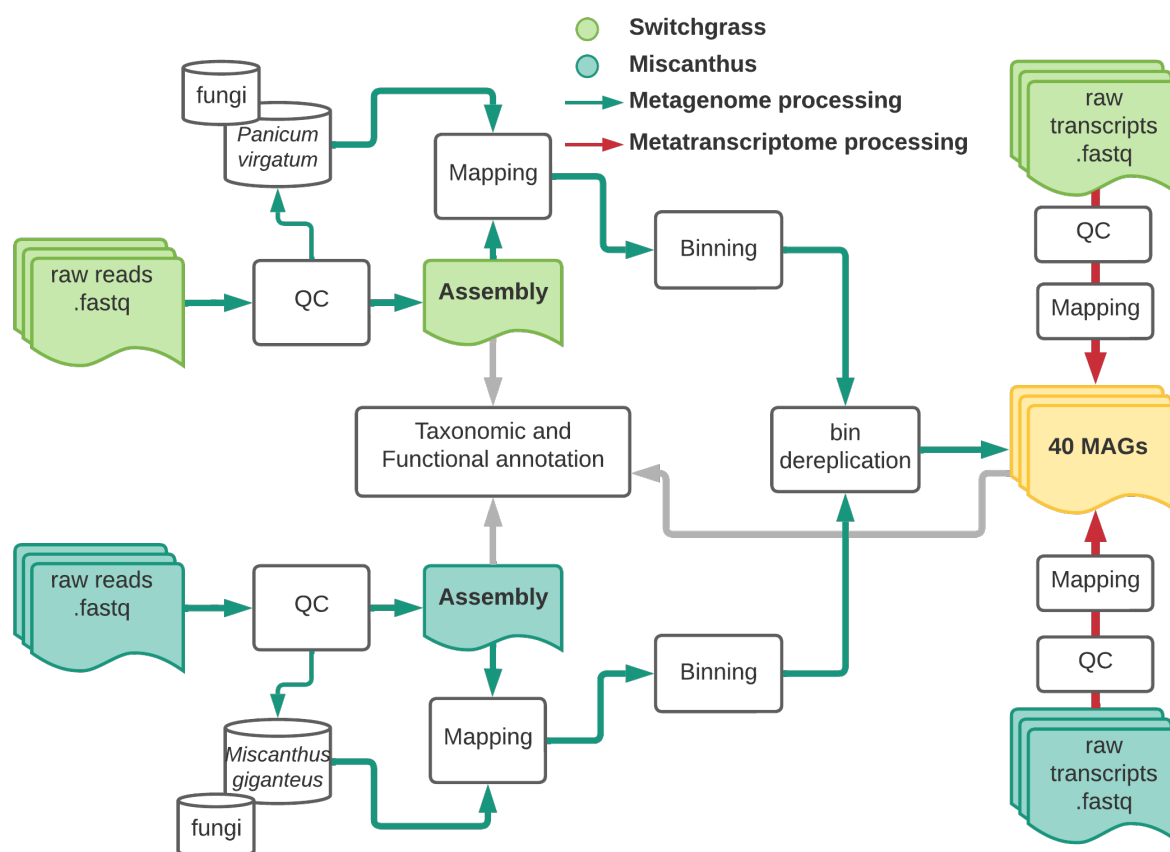 Switchgrass
Miscanthus
Metagenome processing
Metatranscriptome processing
fungi
Panicum
virgatum
Mapping
raw reads
.fastq
QC
Assembly
Binning
raw
transcripts
.fastq
QC
Mapping
Taxonomic and
Functional annotation
bin
dereplication
40 MAGs
raw reads
.fastq
QC
Assembly
Binning
Mapping
Miscanthus
giganteus
fungi
Mapping
QC
raw
transcripts
.fastq